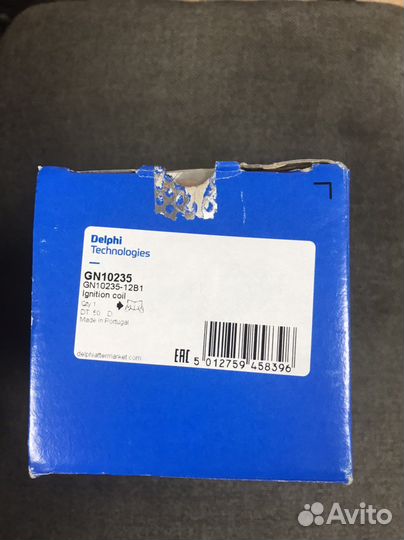 Delphi
Technologies
GN10235
GN10235-12B1
Ignition coil
Qty 1
DT 50 D
Made in Portugal
delphiaftermarket.com
EAC
5 012759 458396
Avito